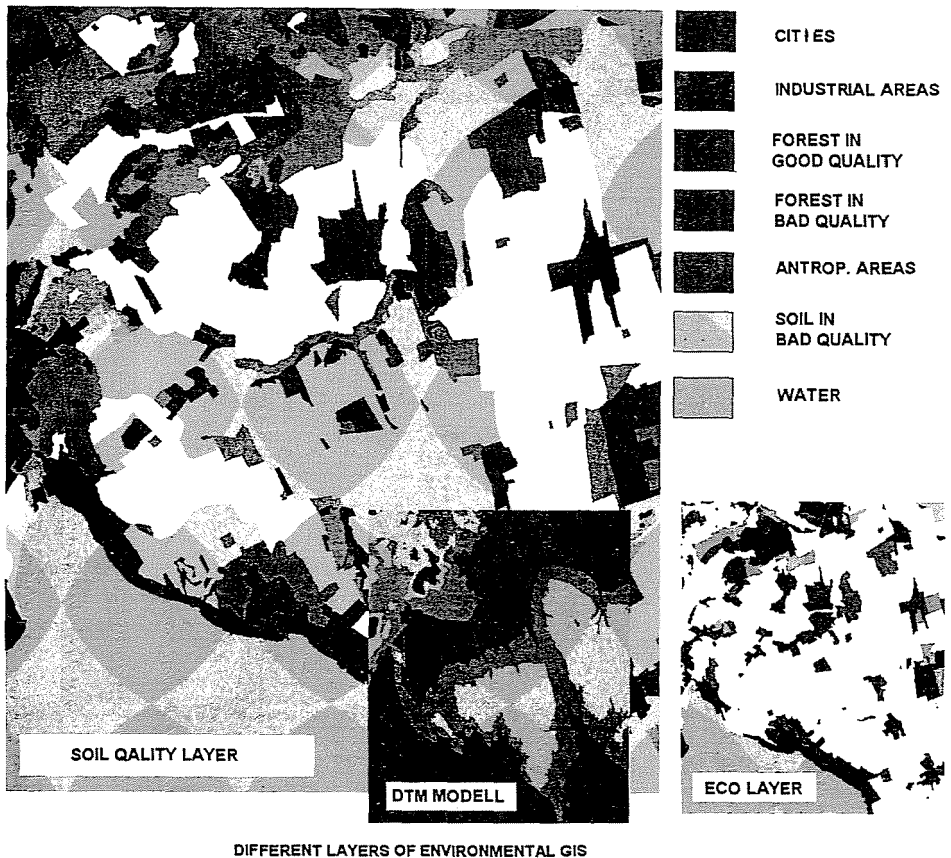 CITIES
INDUSTRIAL AREAS
FOREST IN
GOOD QUALITY
FOREST IN
BAD QUALITY
ANTROP. AREAS
SOIL IN
BAD QUALITY
WATER
SOIL QALITY LAYER
DTM MODELL
ECO LAYER
DIFFERENT LAYERS OF ENVIRONMENTAL GIS